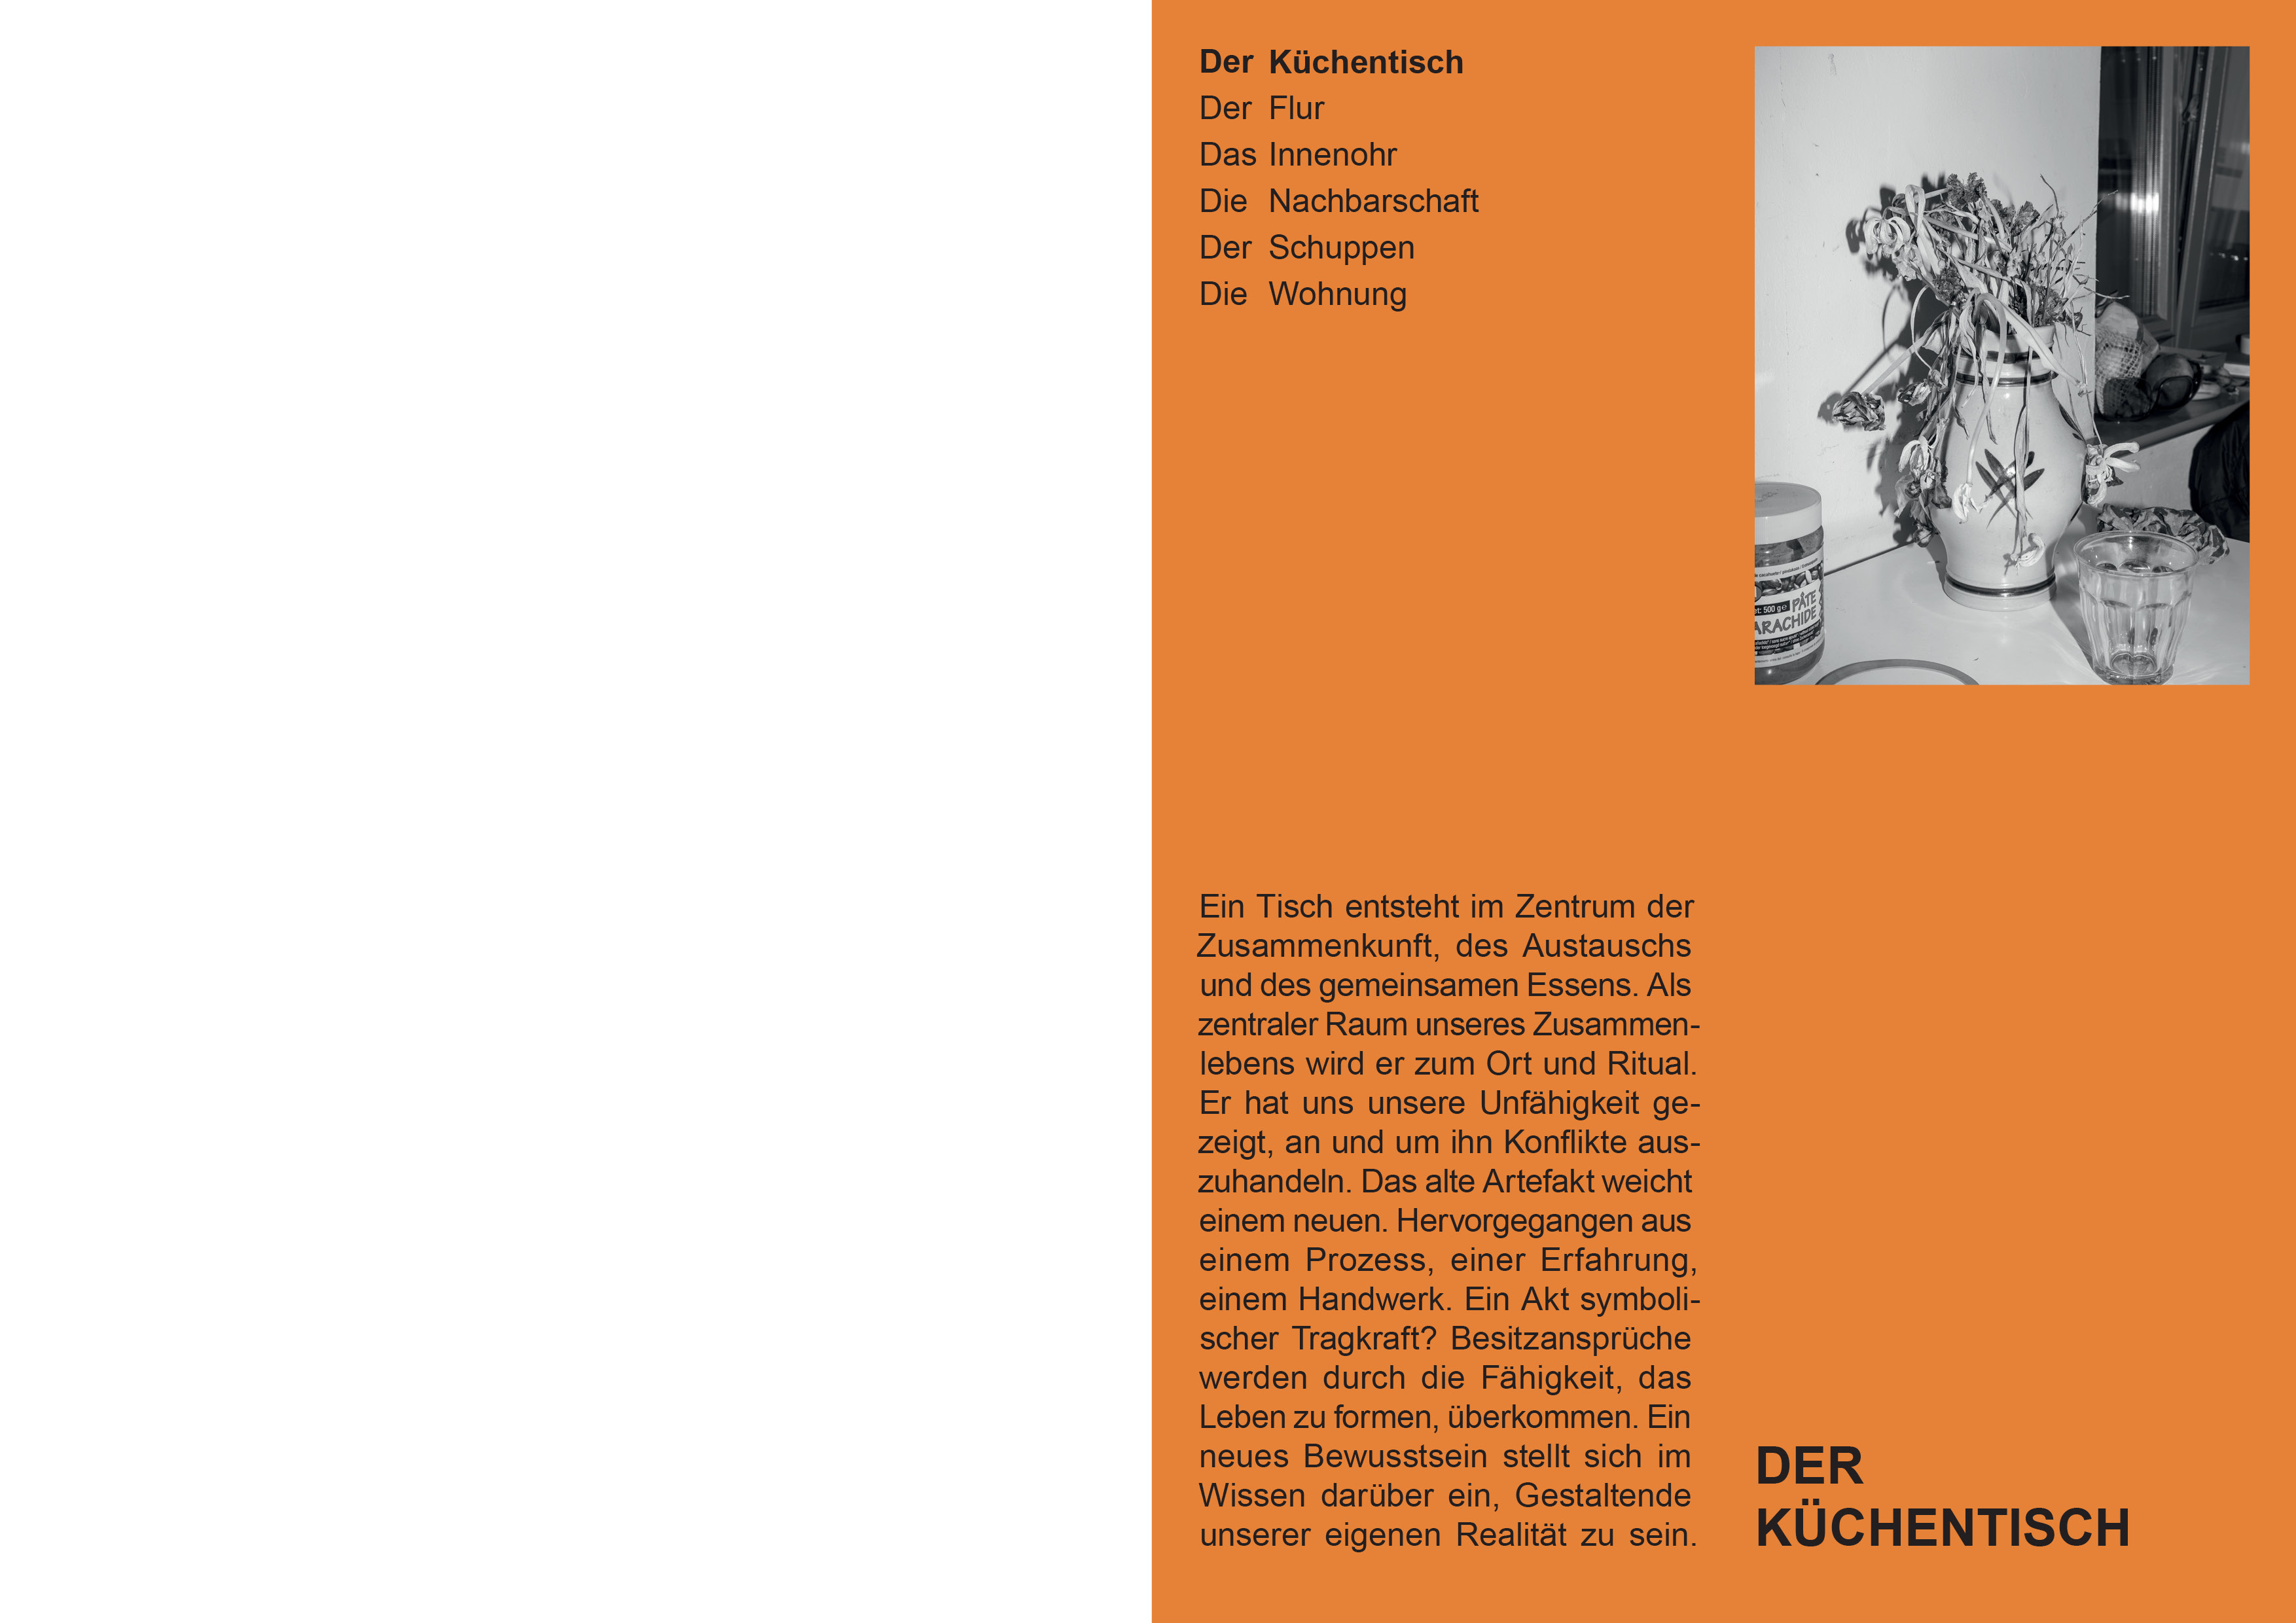 Der Küchentisch
Der Flur
Das Innenohr
Die Nachbarschaft
Der Schuppen
Die Wohnung
500 g e
PÂTE
ARACHIDE
Ein Tisch entsteht im Zentrum der
Zusammenkunft, des Austauschs
und des gemeinsamen Essens. Als
zentraler Raum unseres Zusammen-
lebens wird er zum Ort und Ritual.
Er hat uns unsere Unfähigkeit ge-
zeigt, an und um ihn Konflikte aus-
zuhandeln. Das alte Artefakt weicht
einem neuen. Hervorgegangen aus
einem Prozess, einer Erfahrung,
einem Handwerk. Ein Akt symboli-
scher Tragkraft? Besitzansprüche
werden durch die Fähigkeit, das
Leben zu formen, überkommen. Ein
neues Bewusstsein stellt sich im
Wissen darüber ein, Gestaltende
unserer eigenen Realität zu sein.
DER
KÜCHENTISCH